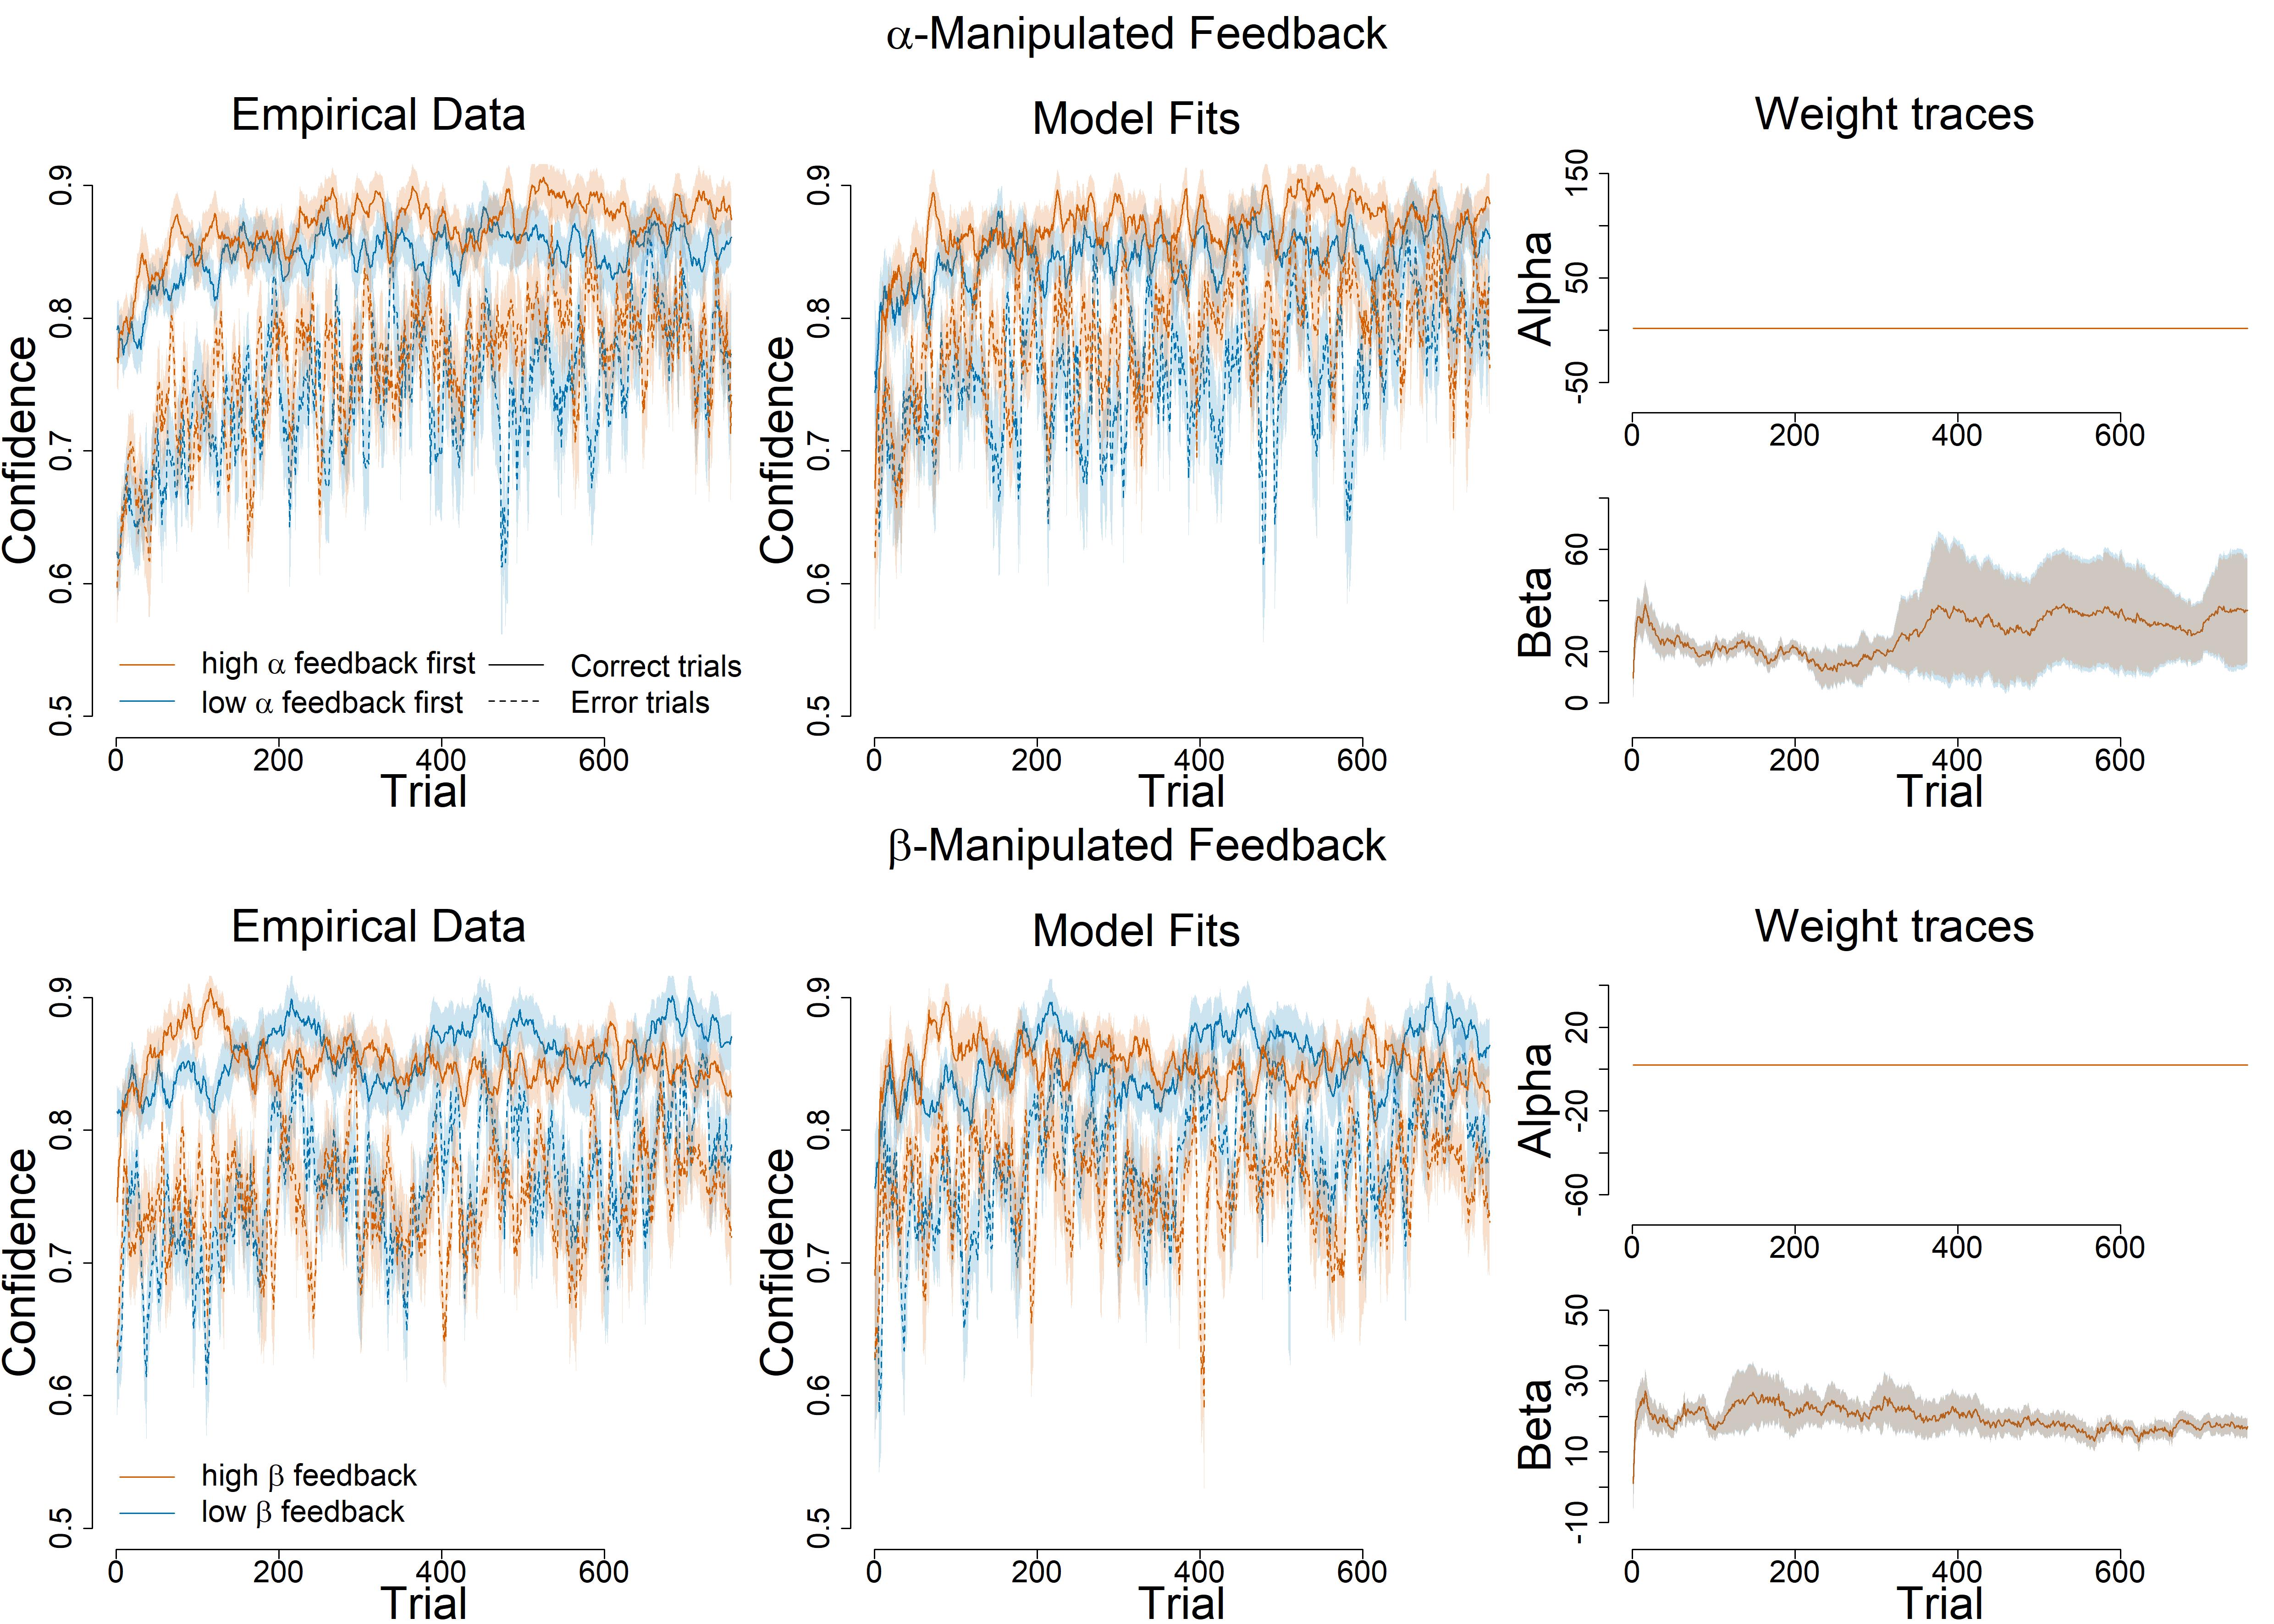 α-Manipulated Feedback
Empirical Data
Model Fits
Weight traces
Confidence
0.5 0.6 0.7 0.8 0.9
high α feedback first
low α feedback first
Correct trials
Error trials
0 200 400 600
Trial
Confidence
0.5 0.6 0.7 0.8 0.9
0 200 400 600
Trial
Alpha
-50 50 150
0 200 400 600
Beta
0 20 60
0 200 400 600
Trial
β-Manipulated Feedback
Empirical Data
Model Fits
Weight traces
Confidence
0.5 0.6 0.7 0.8 0.9
high β feedback
low β feedback
0 200 400 600
Trial
Confidence
0.5 0.6 0.7 0.8 0.9
0 200 400 600
Trial
Alpha
-60 -20 20
0 200 400 600
Beta
-10 10 30 50
0 200 400 600
Trial